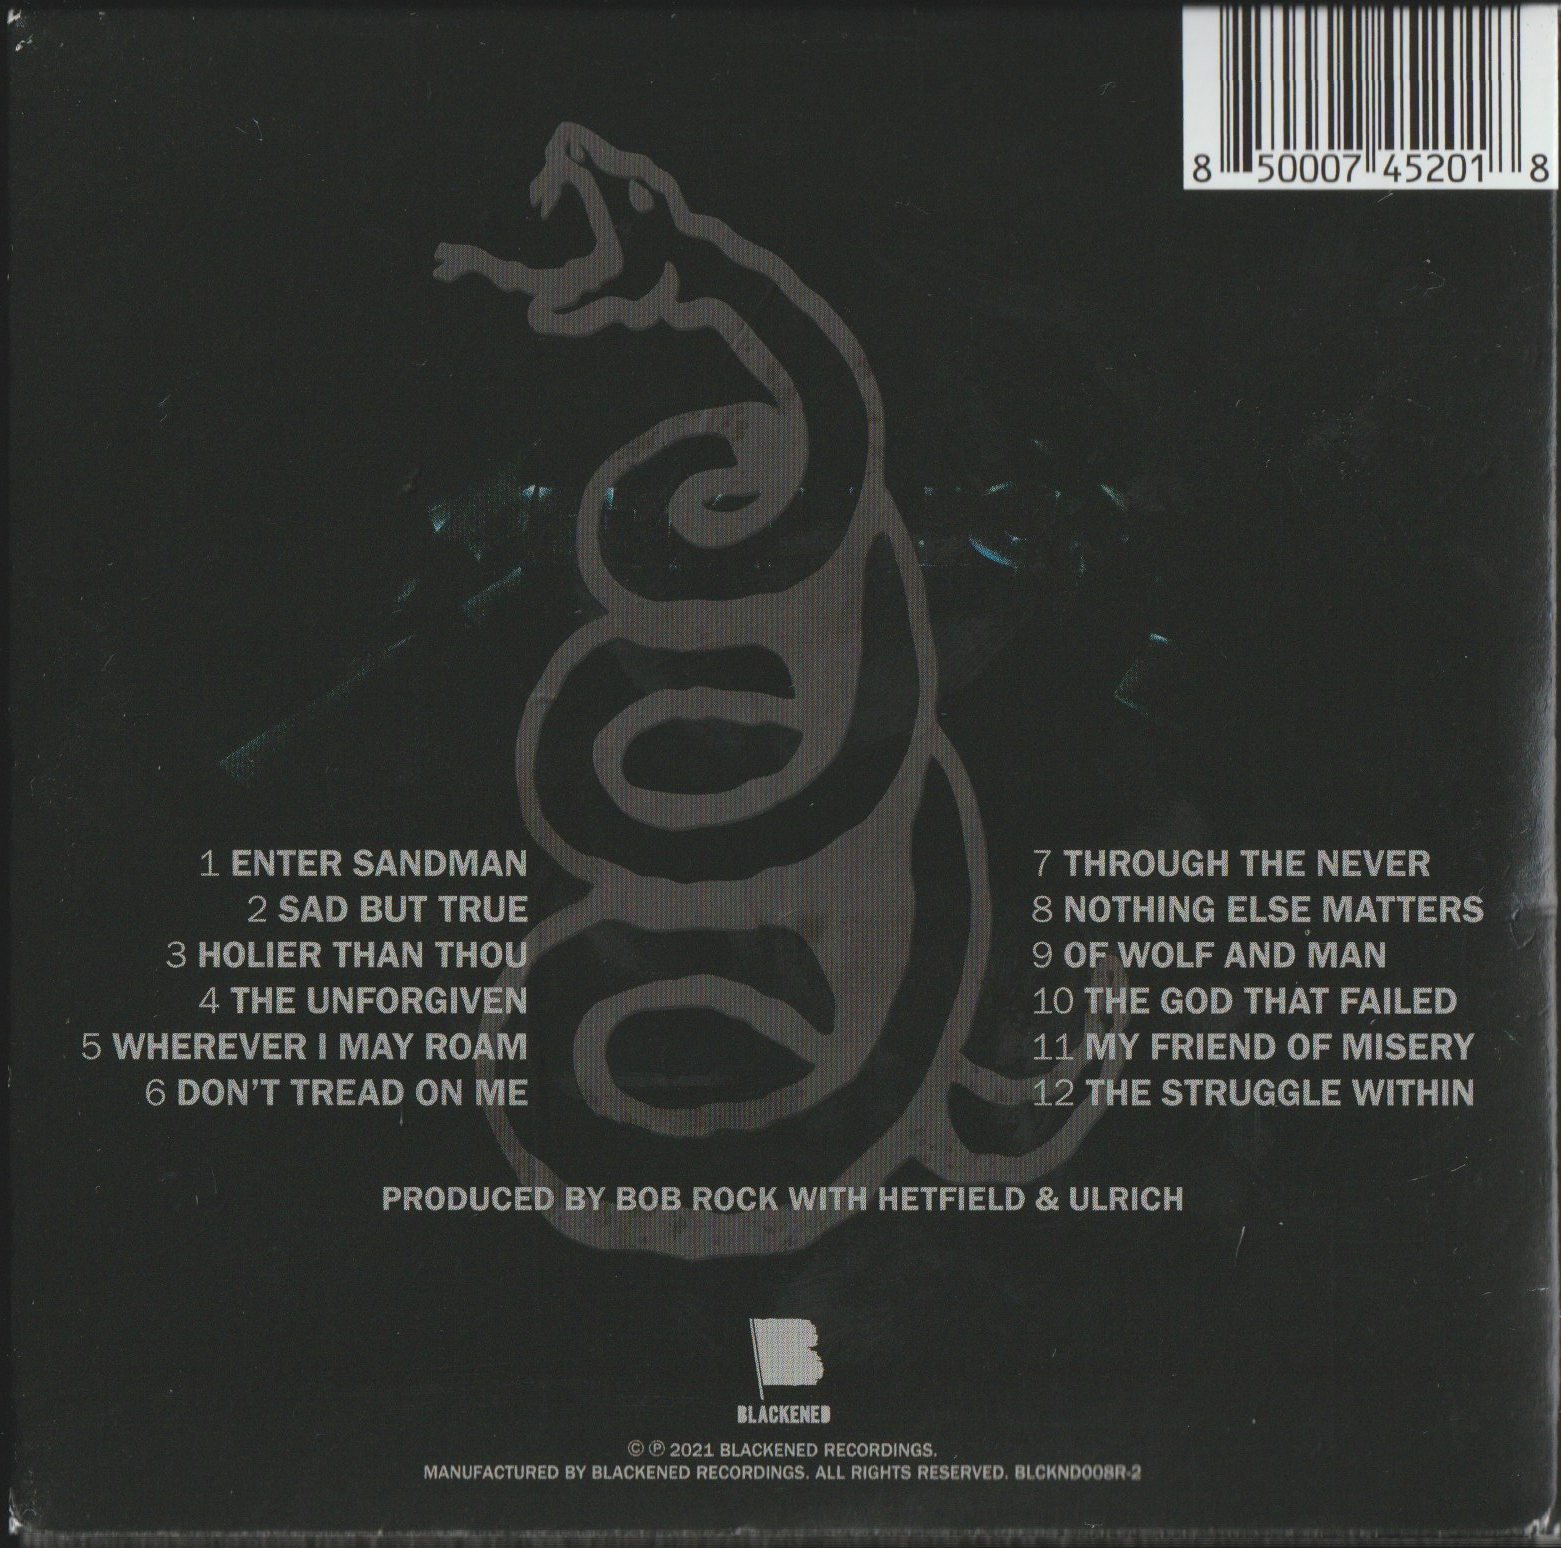 8 50007 45201 8
1 ENTER SANDMAN
2 SAD BUT TRUE
3 HOLIER THAN THOU
4 THE UNFORGIVEN
5 WHEREVER I MAY ROAM
6 DON'T TREAD ON ME
7 THROUGH THE NEVER
8 NOTHING ELSE MATTERS
9 OF WOLF AND MAN
10 THE GOD THAT FAILED
11 MY FRIEND OF MISERY
12 THE STRUGGLE WITHIN
PRODUCED BY BOB ROCK WITH HETFIELD & ULRICH
B
BLACKENED
© ℗ 2021 BLACKENED RECORDINGS.
MANUFACTURED BY BLACKENED RECORDINGS. ALL RIGHTS RESERVED. BLCKND008R-2